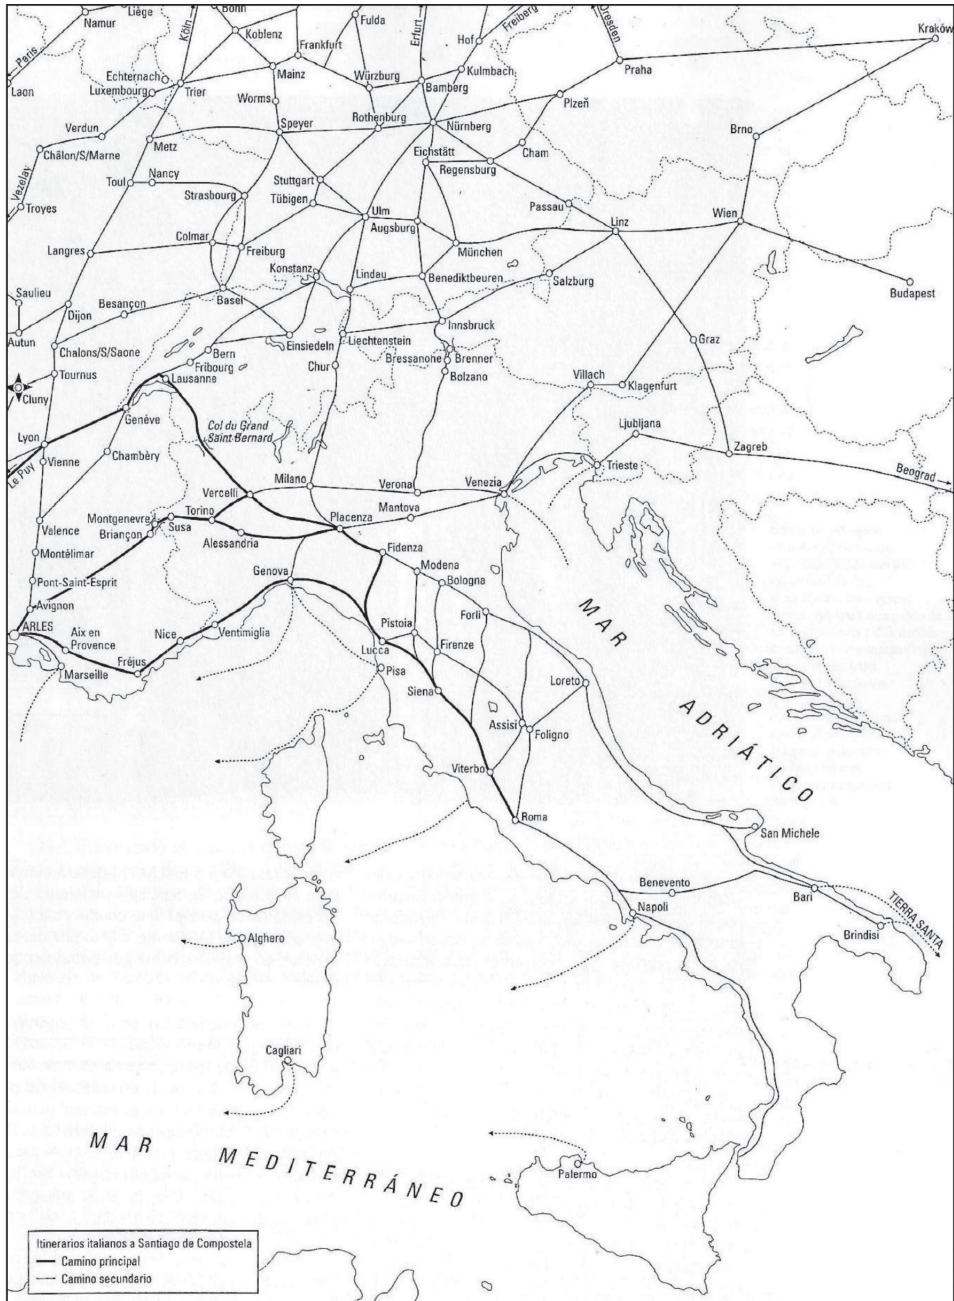 Namur
Liège
Bonn
Köln
Koblenz
Fulda
Frankfurt
Erfurt
Hof
Freiberg
Dresden
Kraków
Paris
Laon
Echternach
Luxembourg
Trier
Mainz
Würzburg
Kulmbach
Bamberg
Praha
Worms
Plzeň
Verdun
Metz
Speyer
Rothenburg
Nürnberg
Brno
Châlon/S/Marne
Eichstätt
Cham
Regensburg
Vezelay
Toul
Nancy
Strasbourg
Stuttgart
Tübigen
Troyes
Ulm
Augsburg
Passau
Linz
Wien
Langres
Colmar
Freiburg
München
Konstanz
Lindau
Benediktbeuren
Salzburg
Budapest
Saulieu
Dijon
Besançon
Basel
Innsbruck
Autun
Chalons/S/Saone
Bern
Einsiedeln
Liechtenstein
Graz
Fribourg
Chur
Bressanone
Brenner
Bolzano
Tournus
Lausanne
Cluny
Villach
Klagenfurt
Genève
Col du Grand
Saint Bernard
Ljubljana
Lyon
Le Puy
Vienne
Chambèry
Zagreb
Trieste
Beograd
Vercelli
Milano
Verona
Venezia
Mantova
Valence
Montgenevre
Briançon
Susa
Torino
Alessandria
Placenza
Montélimar
Fidenza
Modena
Genova
Bologna
Pont-Saint-Esprit
Avignon
Forli
ARLES
Aix en
Provence
Nice
Ventimiglia
Pistoia
Lucca
Firenze
Marseille
Fréjus
Pisa
Siena
Loreto
MAR ADRIÁTICO
Assisi
Foligno
Viterbo
Roma
San Michele
Benevento
Napoli
Bari
TIERRA SANTA
Brindisi
Alghero
Cagliari
MAR MEDITERRÁNEO
Palermo
Itinerarios italianos a Santiago de Compostela
Camino principal
Camino secundario